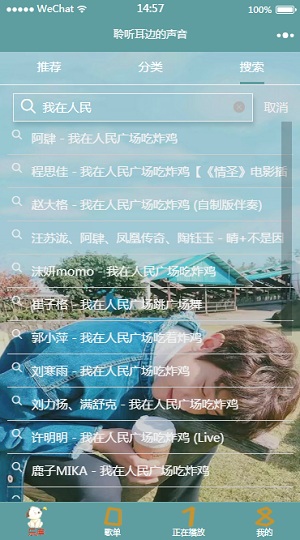 WeChat
14:57
100%
聆听耳边的声音
推荐
分类
搜索
我在人民
取消
阿肆 - 我在人民广场吃炸鸡
程思佳 - 我在人民广场吃炸鸡【《情圣》电影插
赵大格 - 我在人民广场吃炸鸡 (自制版伴奏)
汪苏泷、阿肆、凤凰传奇、陶钰玉 - 晴+不是因
沫妍momo - 我在人民广场吃炸鸡
崔子格 - 我在人民广场跳广场舞
郭小萍 - 我在人民广场吃着炸鸡
刘寒雨 - 我在人民广场吃炸鸡
刘力扬、满舒克 - 我在人民广场吃炸鸡
许明明 - 我在人民广场吃炸鸡 (Live)
鹿子MIKA - 我在人民广场吃炸鸡
歌单
正在播放
我的